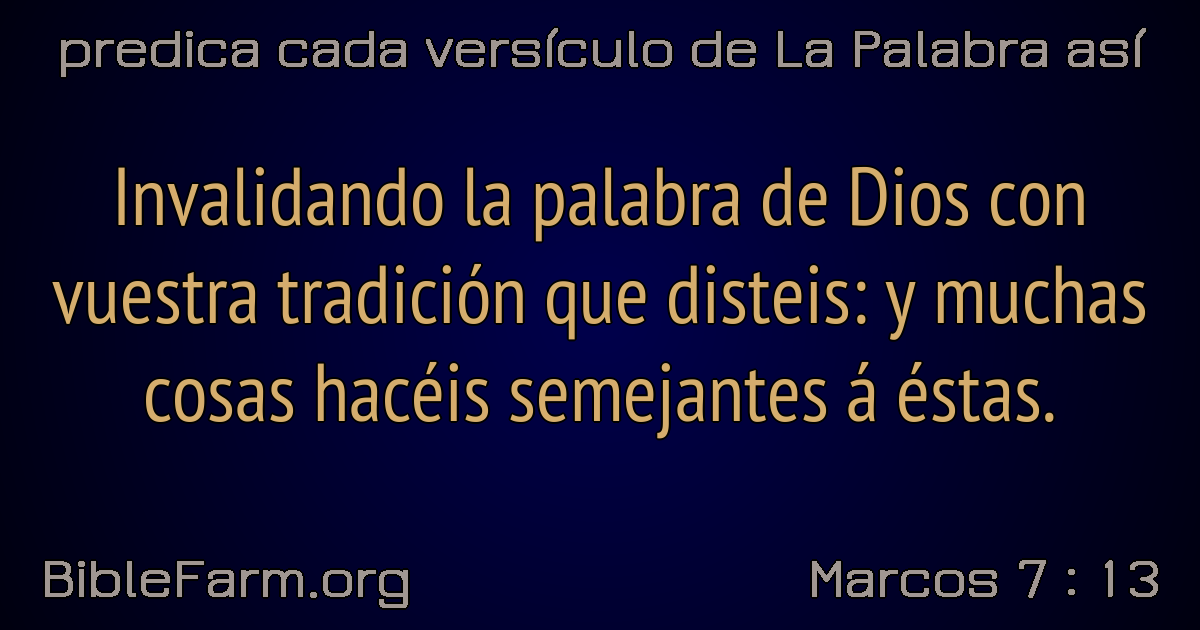 predica cada versículo de La Palabra así
Invalidando la palabra de Dios con
vuestra tradición que disteis: y muchas
cosas hacéis semejantes á éstas.
BibleFarm.org
Marcos 7 : 13